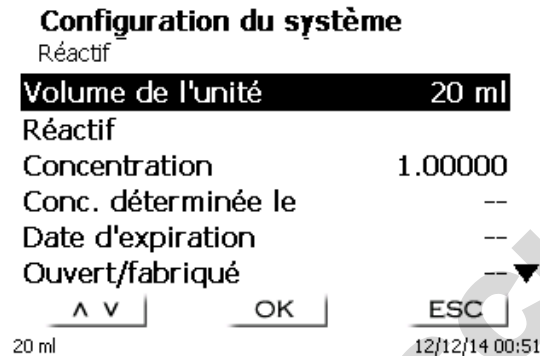 Configuration du système
Réactif
Volume de l'unité 20 ml
Réactif
Concentration 1.00000
Conc. déterminée le --
Date d'expiration --
Ouvert/fabriqué -- ▼
∧ ∨ OK ESC
20 ml 12/12/14 00:51